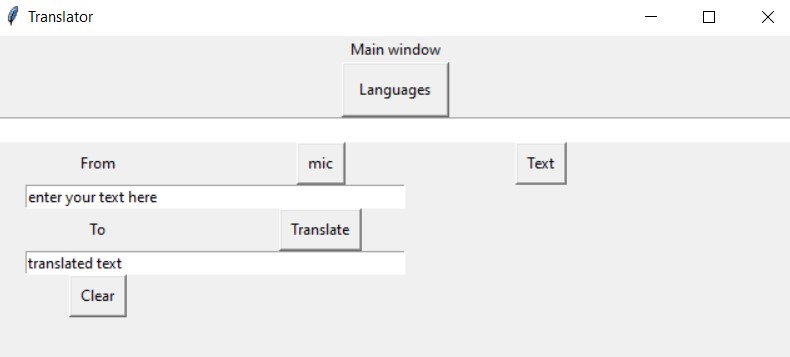 Translator
Main window
Languages
From mic Text
enter your text here
To Translate
translated text
Clear